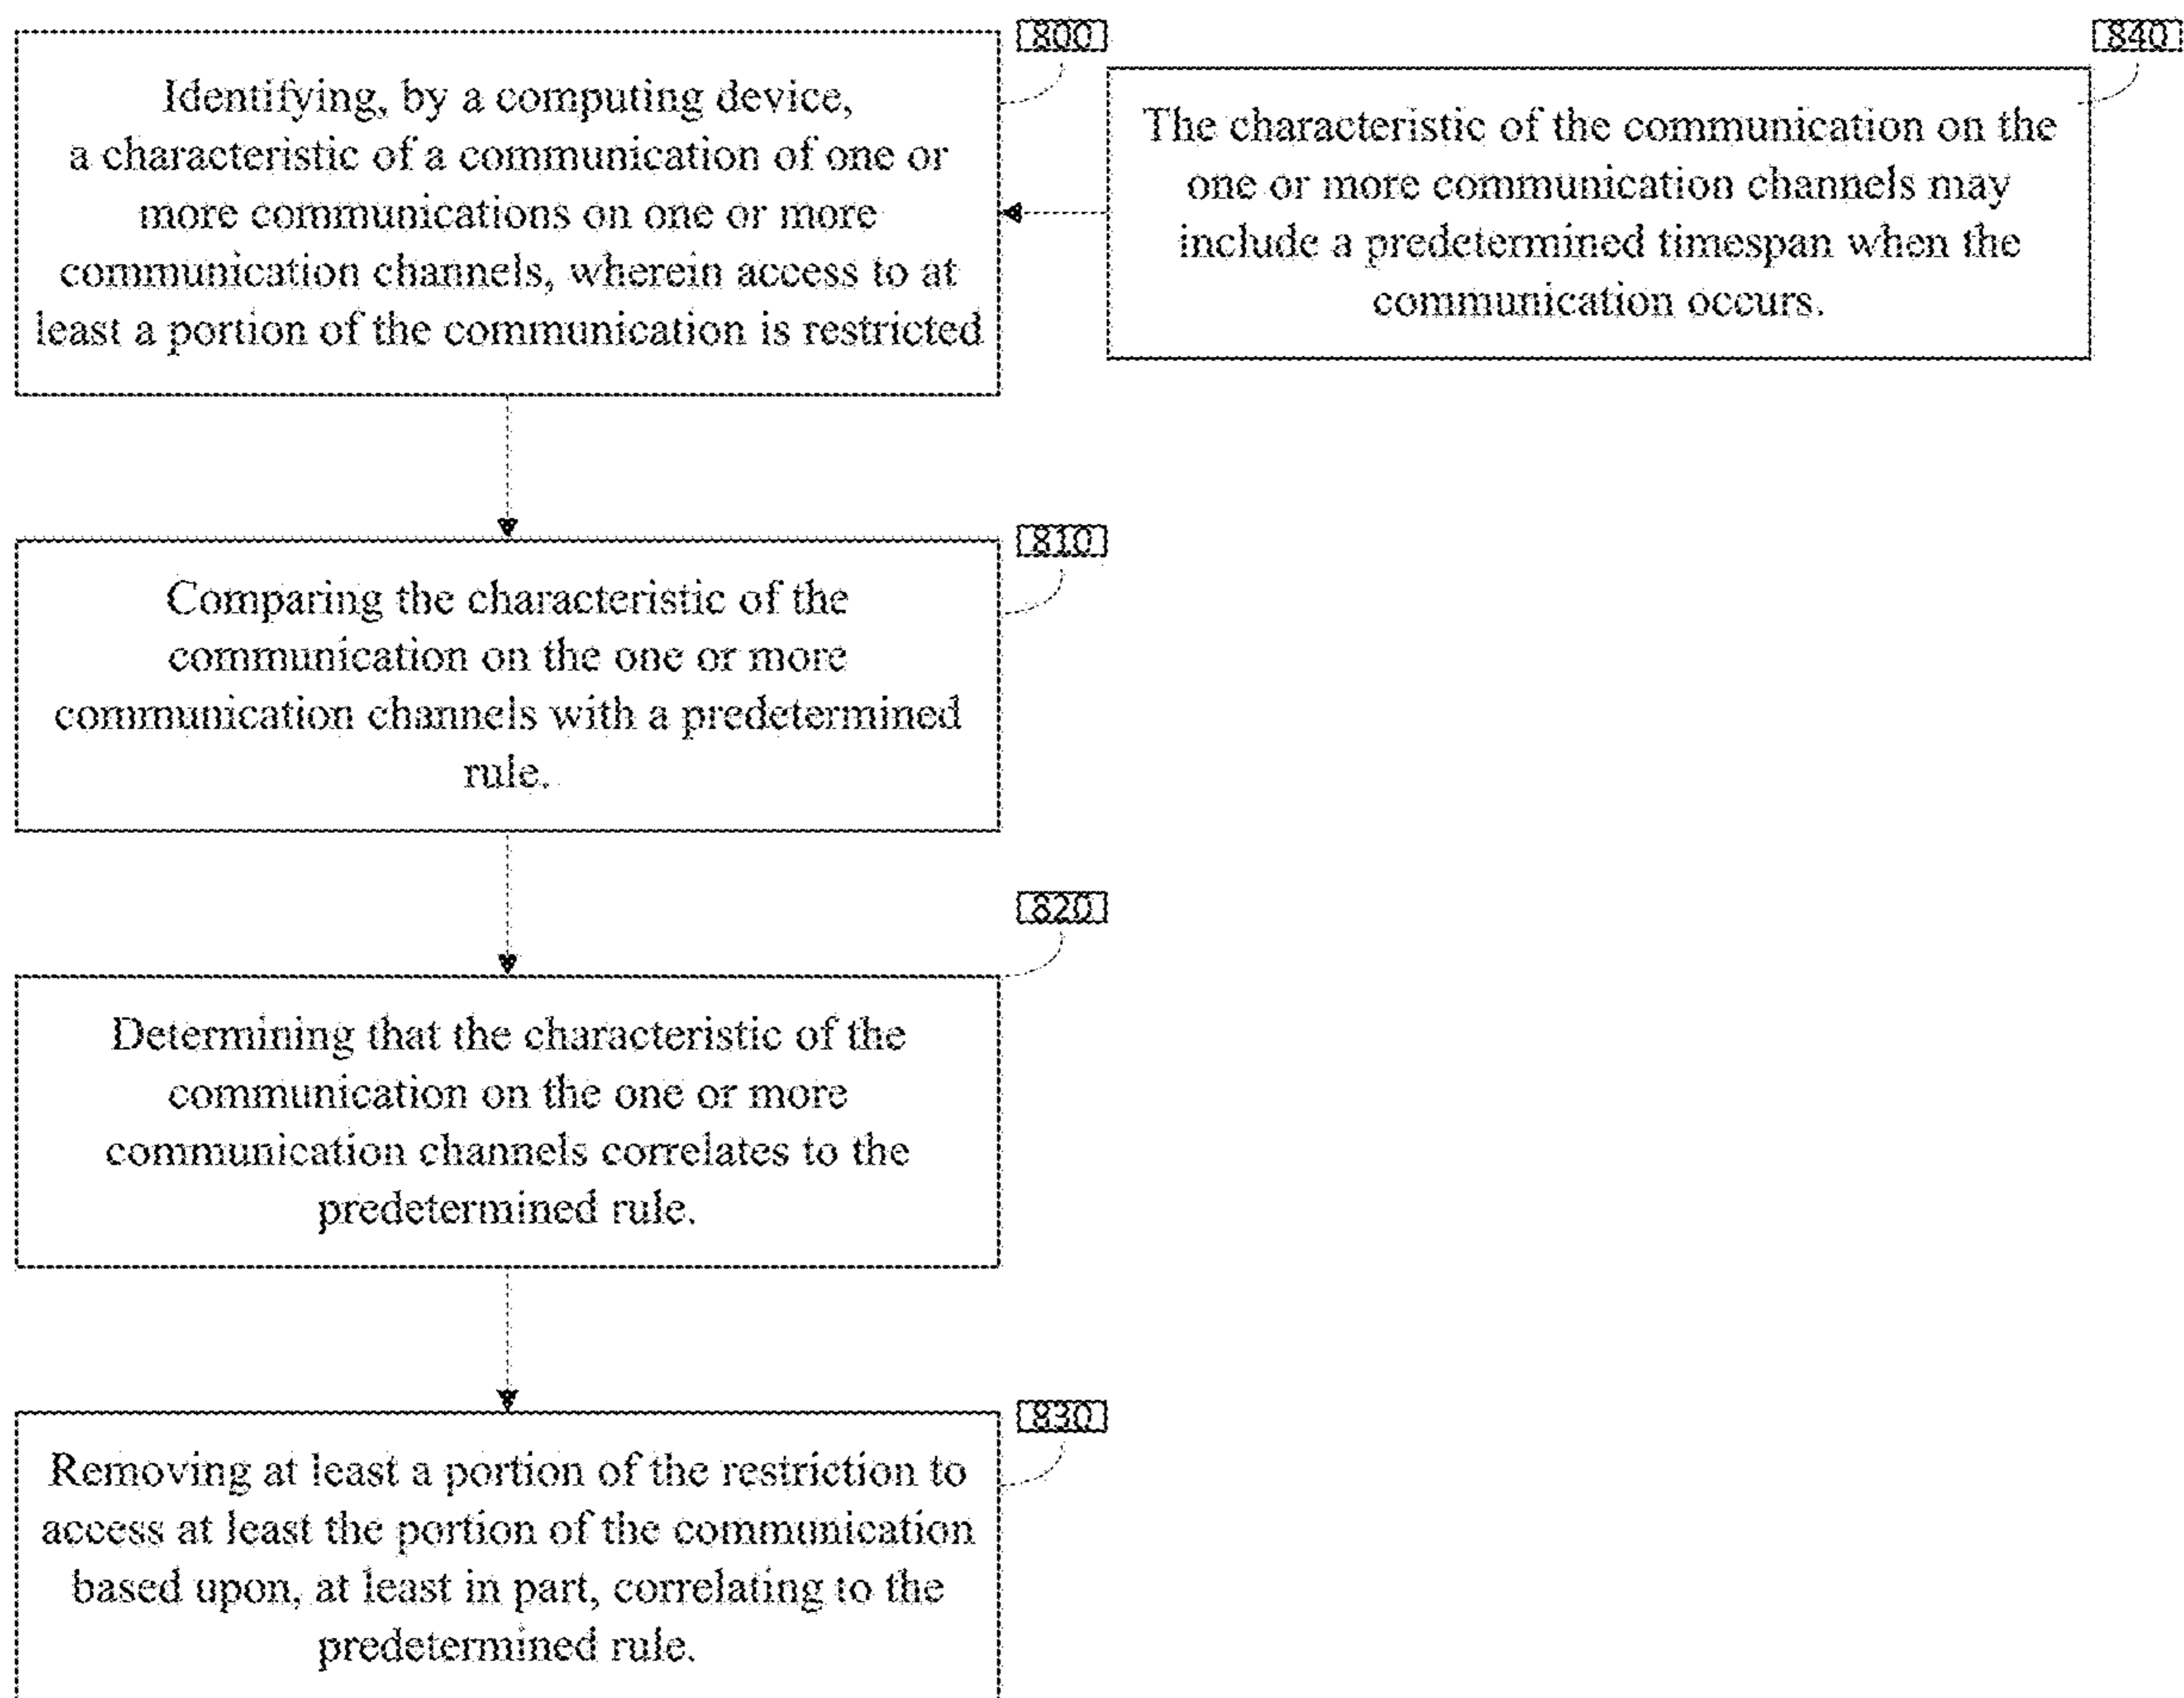 800
Identifying, by a computing device,
a characteristic of a communication of one or
more communications on one or more
communication channels, wherein access to at
least a portion of the communication is restricted
840
The characteristic of the communication on the
one or more communication channels may
include a predetermined timespan when the
communication occurs.
810
Comparing the characteristic of the
communication on the one or more
communication channels with a predetermined
rule.
820
Determining that the characteristic of the
communication on the one or more
communication channels correlates to the
predetermined rule.
830
Removing at least a portion of the restriction to
access at least the portion of the communication
based upon, at least in part, correlating to the
predetermined rule.